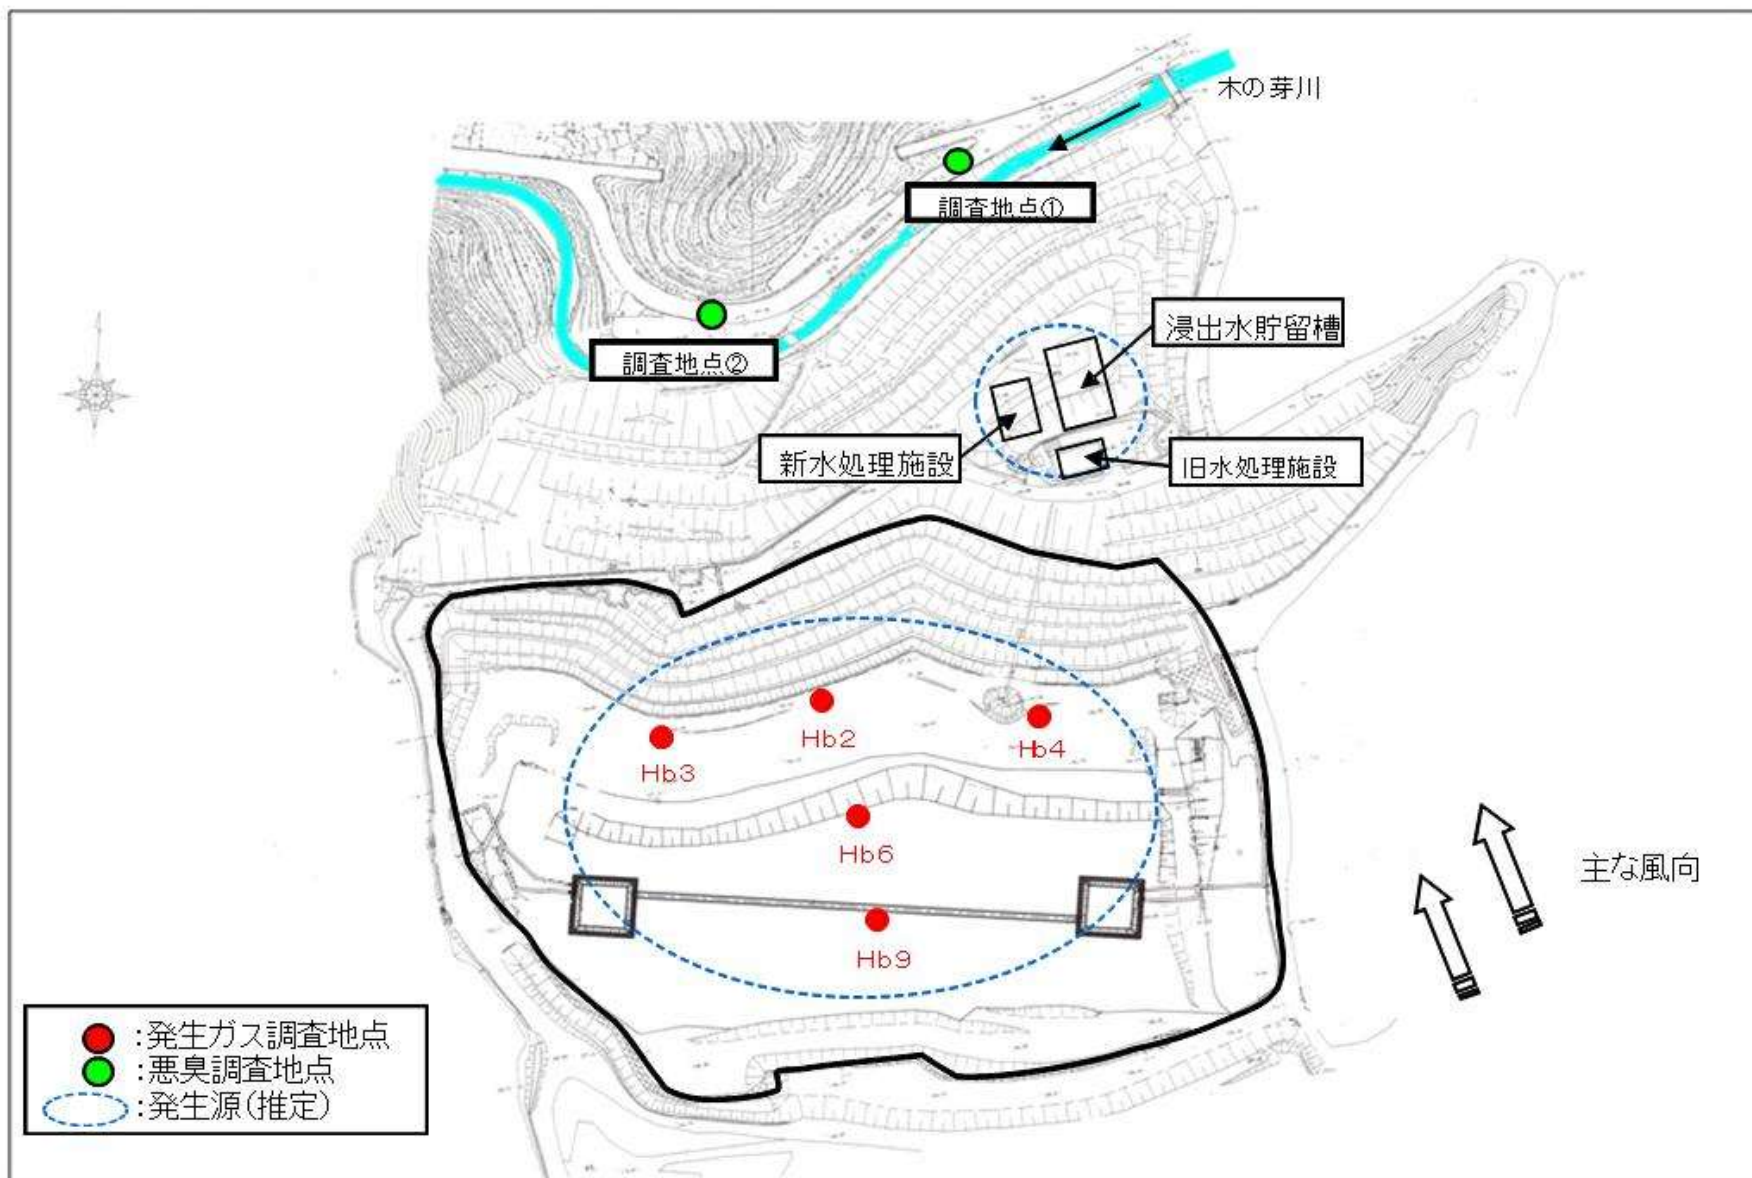 木の芽川
調査地点①
調査地点②
浸出水貯留槽
新水処理施設
旧水処理施設
Hb2
Hb4
Hb3
Hb6
Hb9
主な風向
:発生ガス調査地点
:悪臭調査地点
:発生源(推定)